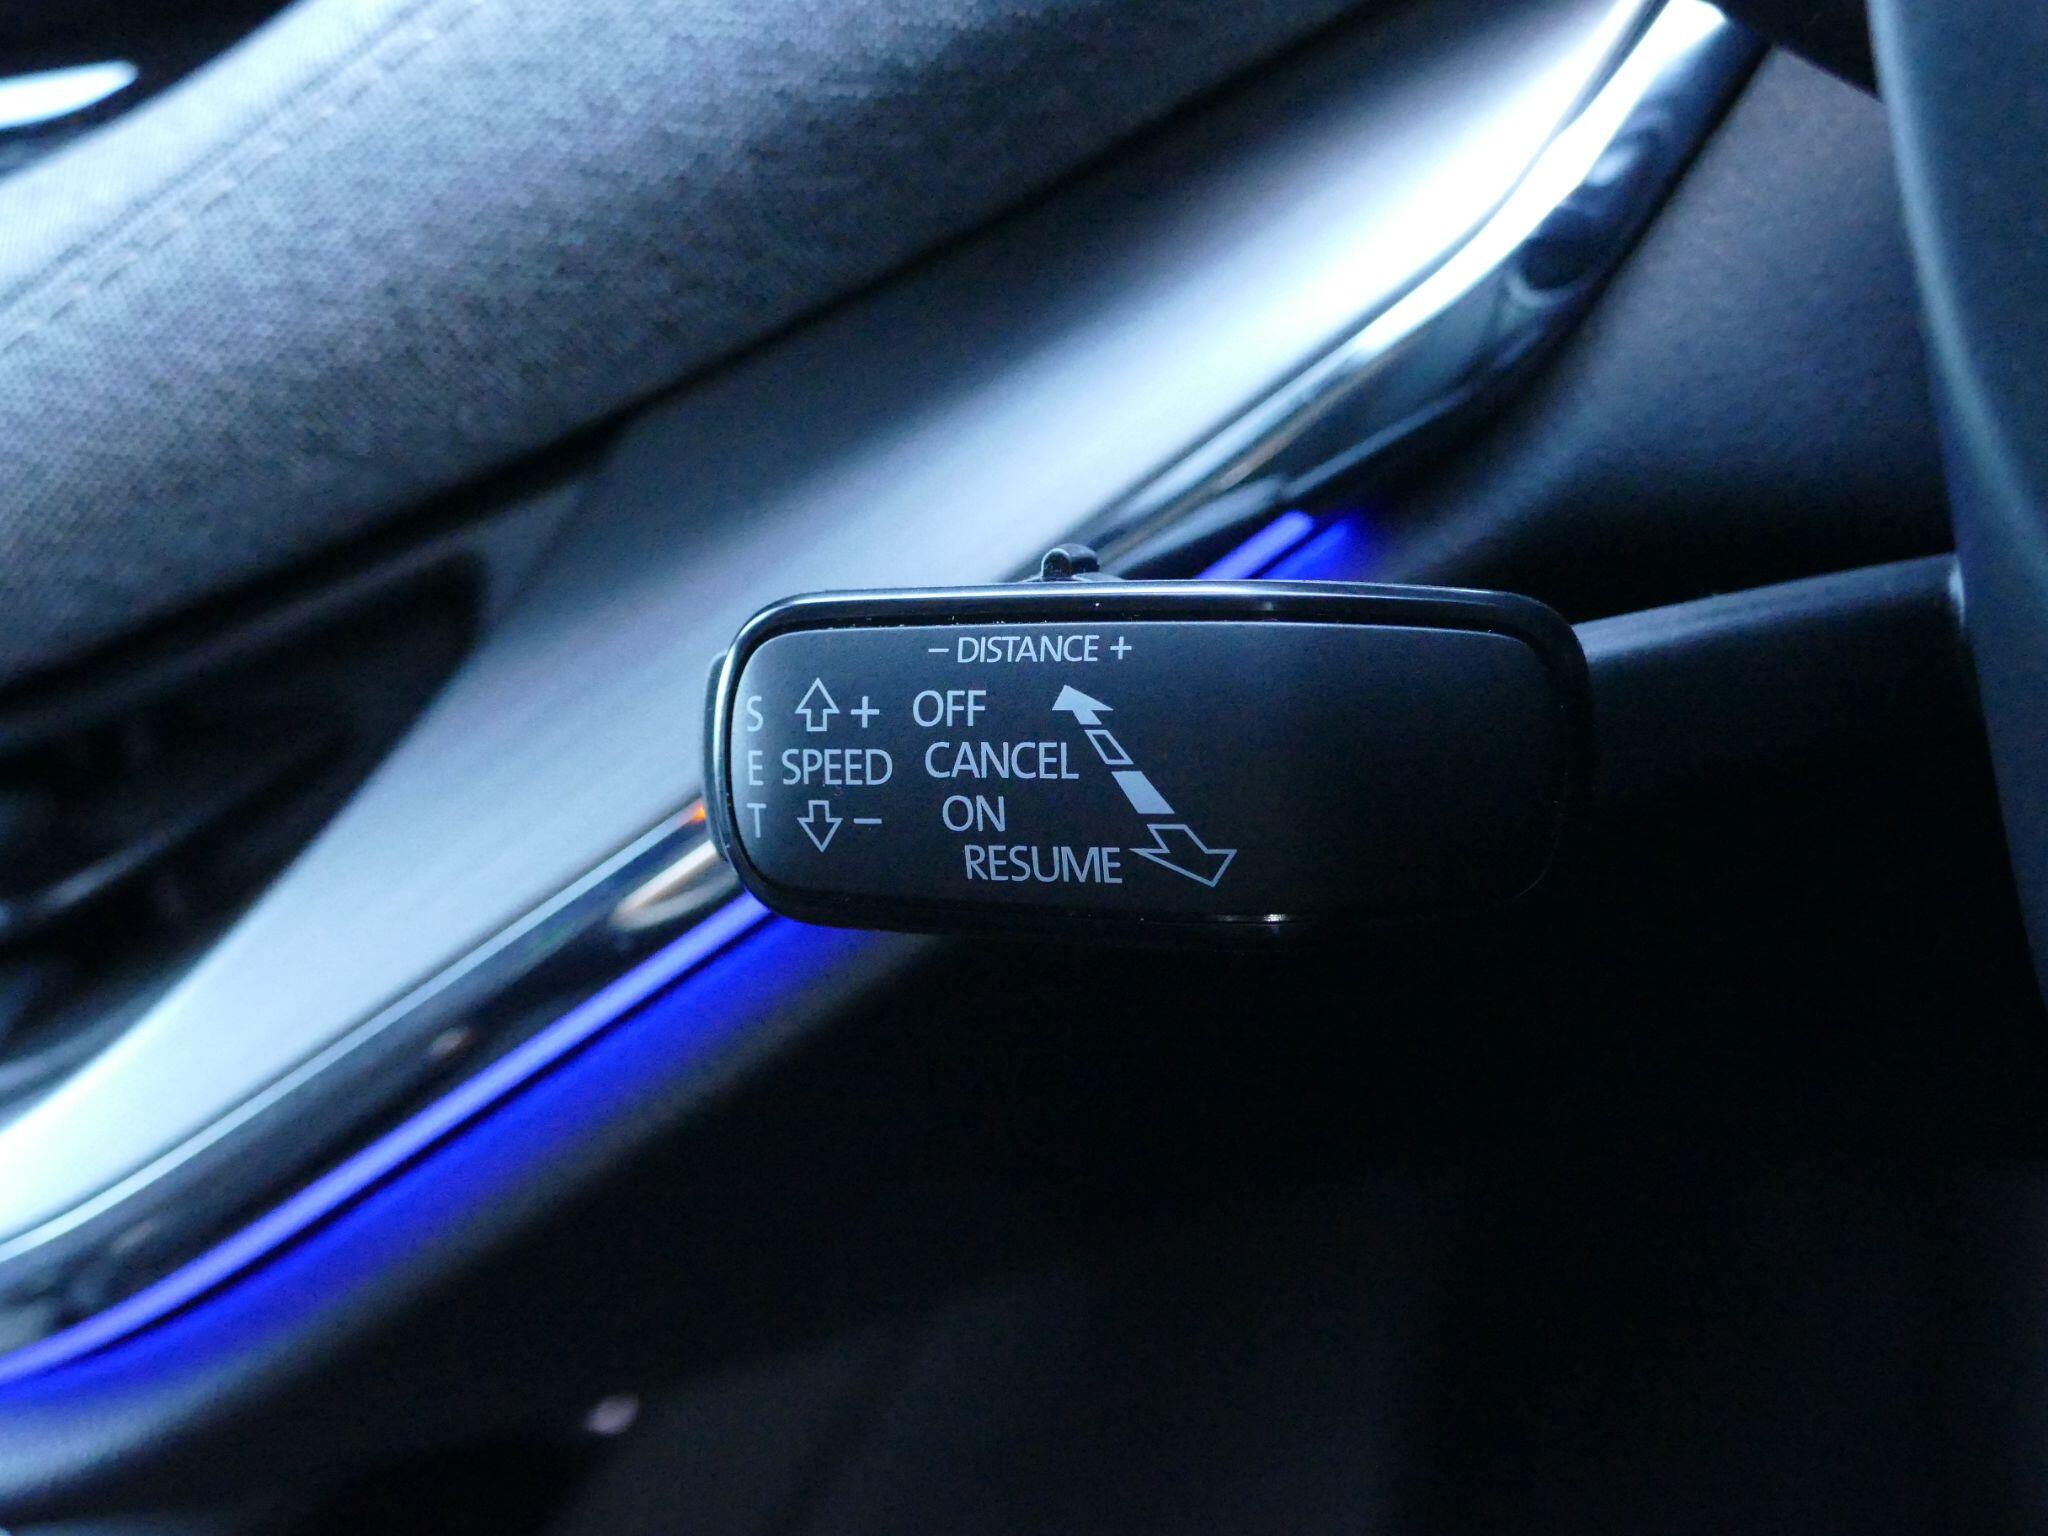 – DISTANCE +
S + OFF
E SPEED CANCEL
T – ON
RESUME